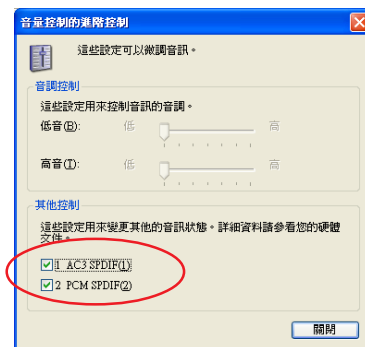 音量控制的進階控制
這些設定可以微調音訊。
音調控制
這些設定用來控制音訊的音調。
低音(B): 低 高
高音(T): 低 高
其他控制
這些設定用來變更其他的音訊狀態。詳細資料請參看您的硬體
文件。
1 AC3 SPDIF(1)
2 PCM SPDIF(2)
關閉